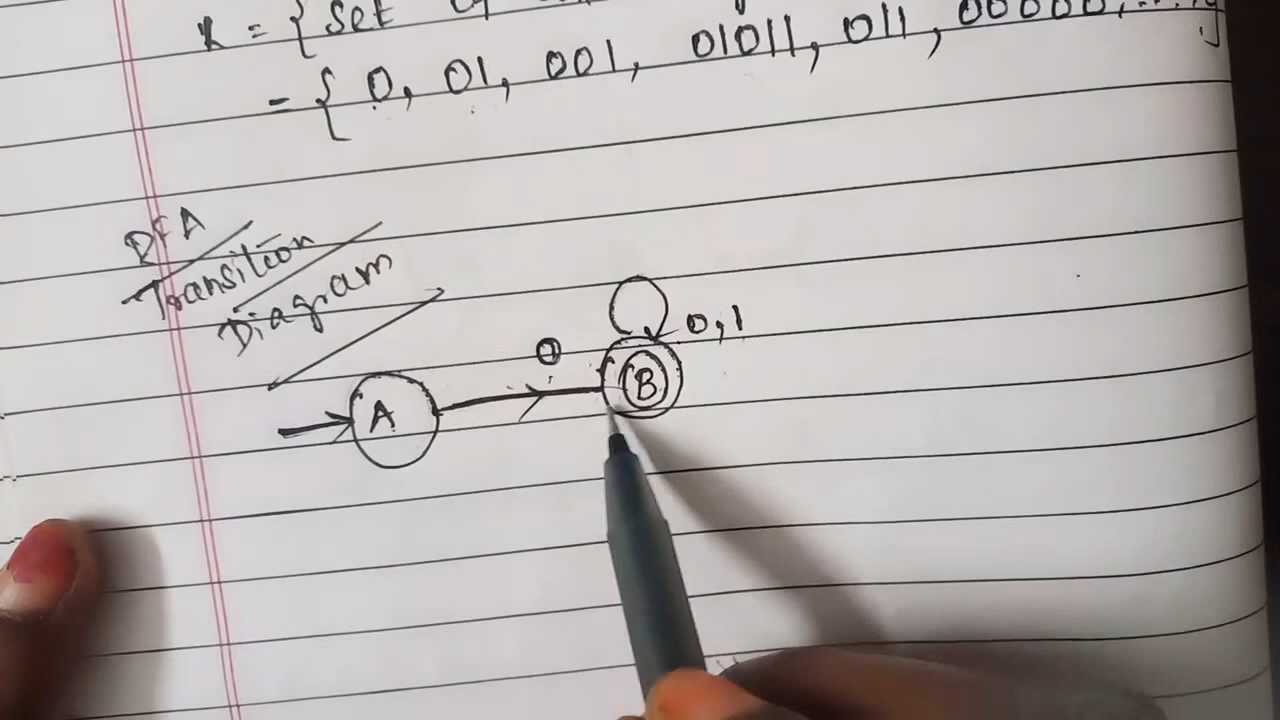 = { Set
= { 0, 01, 001, 01011, 011, 00000, ....}
DFA
Transition
Diagram
0
0,1
A
B